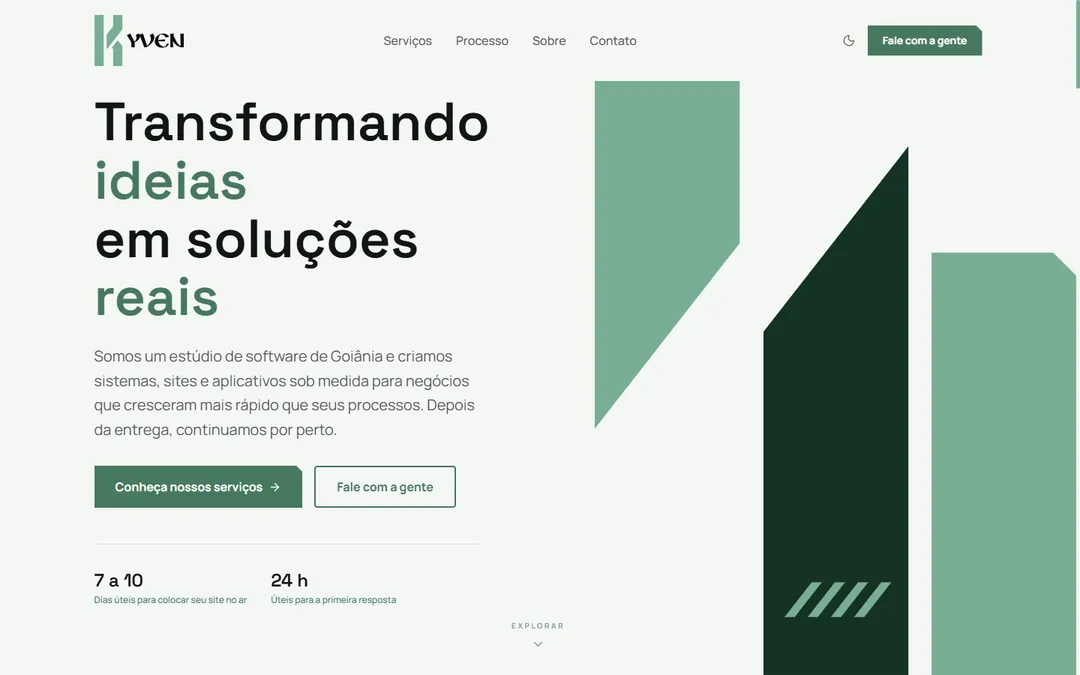 YVEN
Serviços
Processo
Sobre
Contato
Fale com a gente
Transformando
ideias
em soluções
reais
Somos um estúdio de software de Goiânia e criamos
sistemas, sites e aplicativos sob medida para negócios
que cresceram mais rápido que seus processos. Depois
da entrega, continuamos por perto.
Conheça nossos serviços →
Fale com a gente
7 a 10
Dias úteis para colocar seu site no ar
24 h
Úteis para a primeira resposta
EXPLORAR